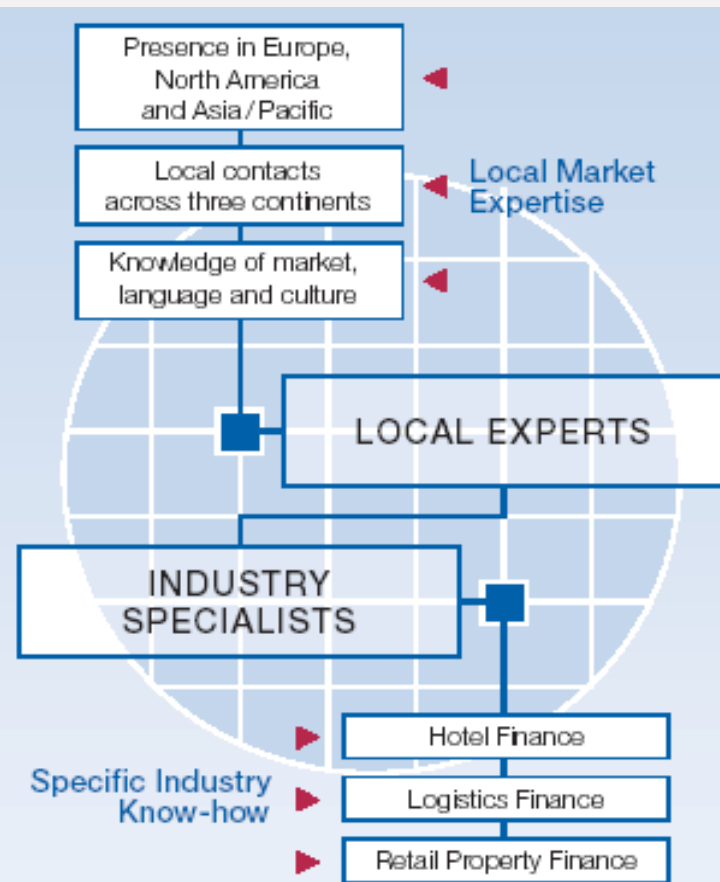 Presence in Europe,
North America
and Asia / Pacific
Local contacts
across three continents
Local Market
Expertise
Knowledge of market,
language and culture
LOCAL EXPERTS
INDUSTRY
SPECIALISTS
Hotel Finance
Specific Industry
Know-how
Logistics Finance
Retail Property Finance